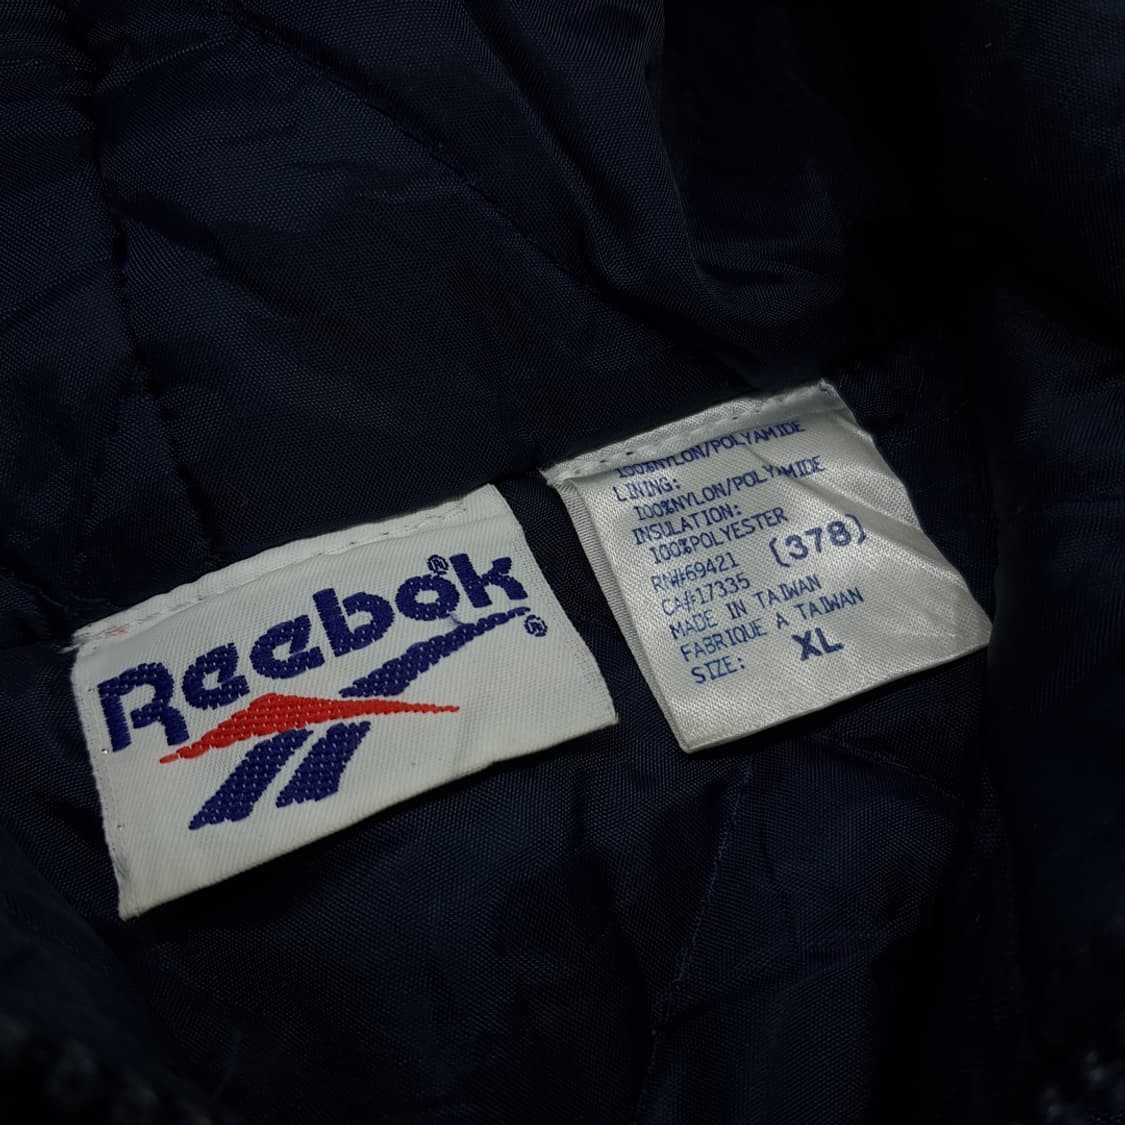 Reebok
100%NYLON/POLYAMIDE
LINING:
100%NYLON/POLYAMIDE
INSULATION:
100%POLYESTER
RN#69421 (378)
CA#17335
MADE IN TAIWAN
FABRIQUE À TAIWAN
SIZE: XL